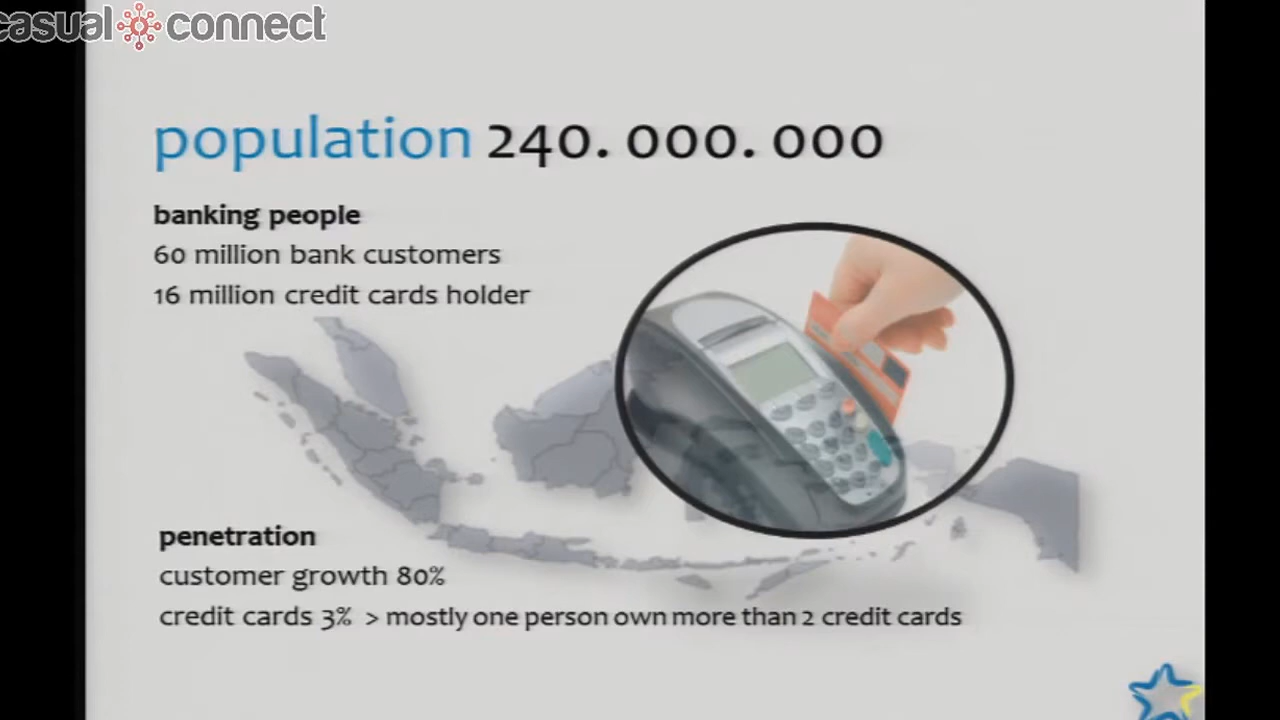 casual connect
population 240.000.000
banking people
60 million bank customers
16 million credit cards holder
penetration
customer growth 80%
credit cards 3% > mostly one person own more than 2 credit cards